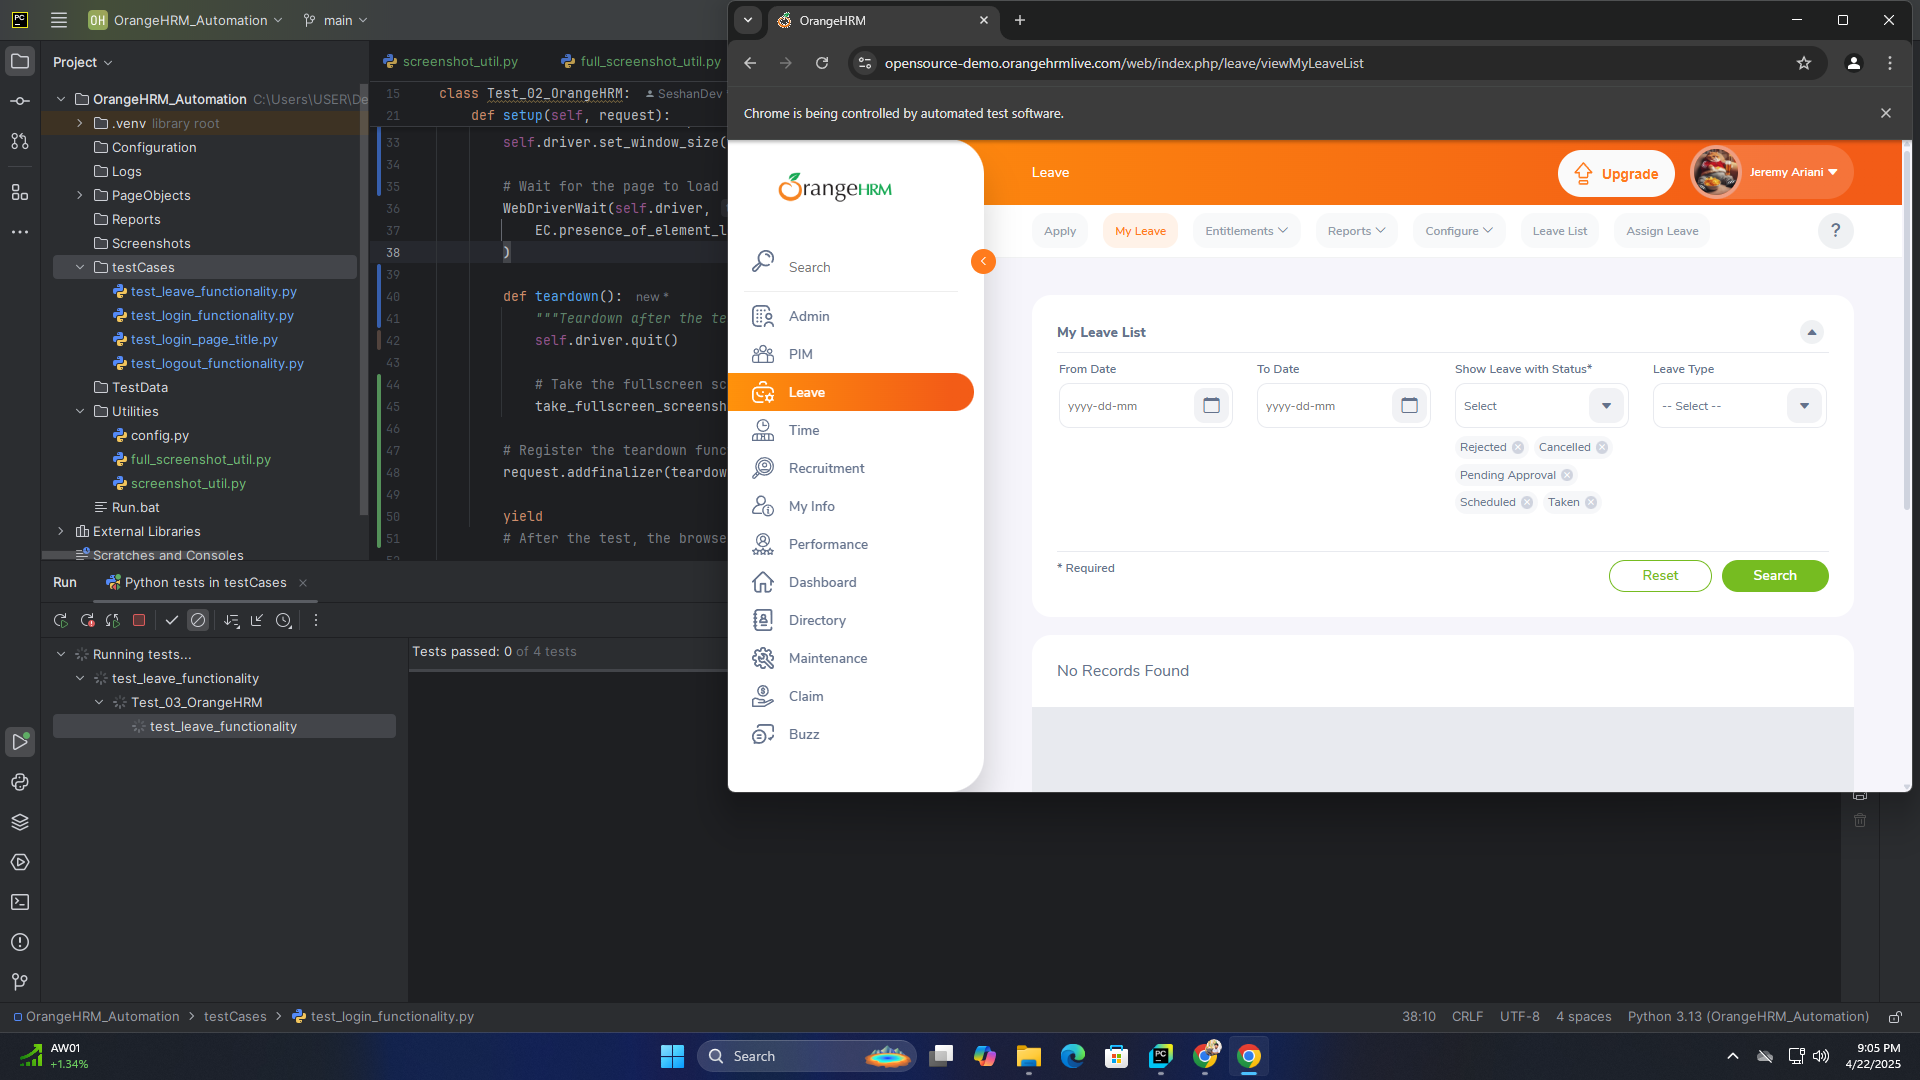 PC
OH OrangeHRM_Automation main
Project
OrangeHRM_Automation C:\Users\USER\De
.venv library root
Configuration
Logs
PageObjects
Reports
Screenshots
testCases
test_leave_functionality.py
test_login_functionality.py
test_login_page_title.py
test_logout_functionality.py
TestData
Utilities
config.py
full_screenshot_util.py
screenshot_util.py
Run.bat
External Libraries
Scratches and Consoles
screenshot_util.py full_screenshot_util.py
15 class Test_02_OrangeHRM: SeshanDev
21 def setup(self, request):
33 self.driver.set_window_size(
34
35 # Wait for the page to load
36 WebDriverWait(self.driver,
37 EC.presence_of_element_l
38 )
39
40 def teardown(): new *
41 """Teardown after the te
42 self.driver.quit()
43
44 # Take the fullscreen sc
45 take_fullscreen_screensh
46
47 # Register the teardown func
48 request.addfinalizer(teardow
49
50 yield
51 # After the test, the browse
Run Python tests in testCases
Running tests...
test_leave_functionality
Test_03_OrangeHRM
test_leave_functionality
Tests passed: 0 of 4 tests
OrangeHRM
opensource-demo.orangehrmlive.com/web/index.php/leave/viewMyLeaveList
Chrome is being controlled by automated test software.
OrangeHRM
Search
Admin
PIM
Leave
Time
Recruitment
My Info
Performance
Dashboard
Directory
Maintenance
Claim
Buzz
Leave
Upgrade
Jeremy Ariani
Apply My Leave Entitlements Reports Configure Leave List Assign Leave ?
My Leave List
From Date To Date Show Leave with Status* Leave Type
yyyy-dd-mm yyyy-dd-mm Select -- Select --
Rejected Cancelled
Pending Approval
Scheduled Taken
* Required
Reset Search
No Records Found
OrangeHRM_Automation testCases test_login_functionality.py
38:10 CRLF UTF-8 4 spaces Python 3.13 (OrangeHRM_Automation)
AW01
+1.34%
Search
PC
9:05 PM
4/22/2025